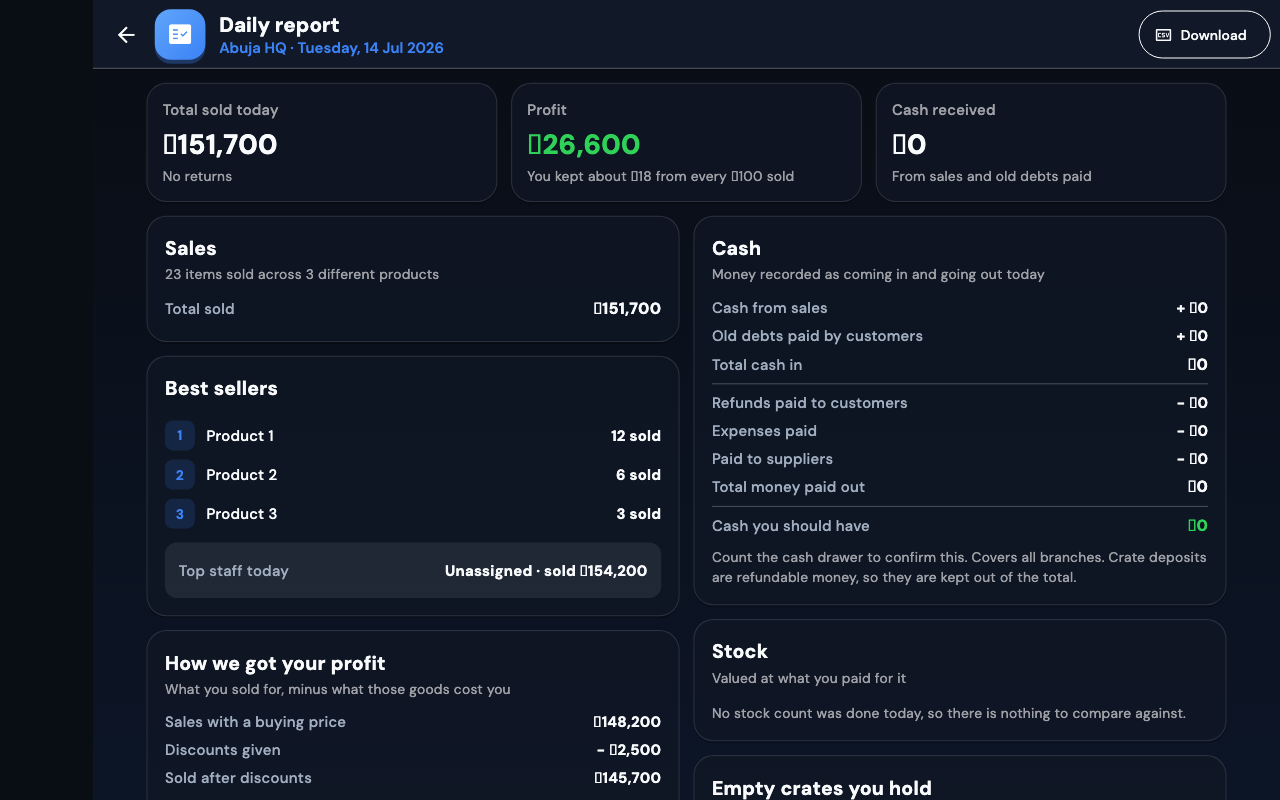 Daily report
Abuja HQ · Tuesday, 14 Jul 2026
CSV Download
Total sold today
▯151,700
No returns
Profit
▯26,600
You kept about ▯18 from every ▯100 sold
Cash received
▯0
From sales and old debts paid
Sales
23 items sold across 3 different products
Total sold ▯151,700
Best sellers
1 Product 1 12 sold
2 Product 2 6 sold
3 Product 3 3 sold
Top staff today Unassigned · sold ▯154,200
How we got your profit
What you sold for, minus what those goods cost you
Sales with a buying price ▯148,200
Discounts given − ▯2,500
Sold after discounts ▯145,700
Cash
Money recorded as coming in and going out today
Cash from sales + ▯0
Old debts paid by customers + ▯0
Total cash in ▯0
Refunds paid to customers − ▯0
Expenses paid − ▯0
Paid to suppliers − ▯0
Total money paid out ▯0
Cash you should have ▯0
Count the cash drawer to confirm this. Covers all branches. Crate deposits
are refundable money, so they are kept out of the total.
Stock
Valued at what you paid for it
No stock count was done today, so there is nothing to compare against.
Empty crates you hold